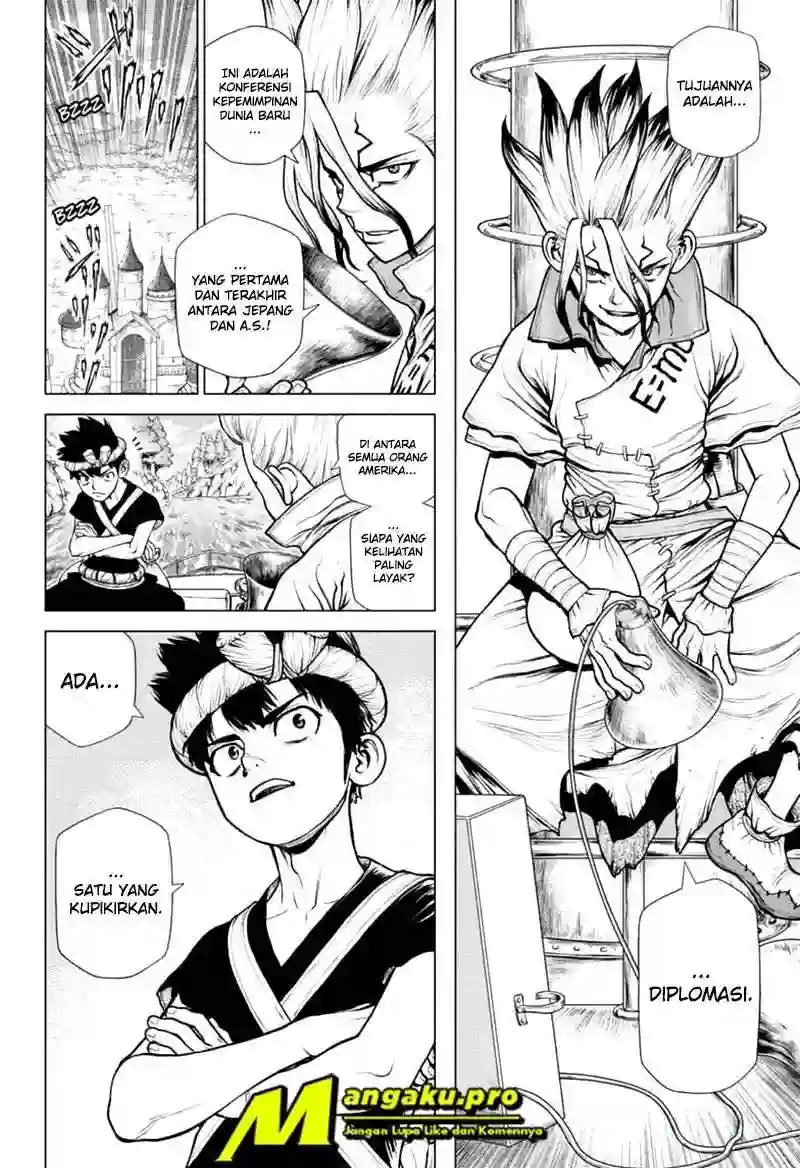 TUJUANNYA
ADALAH...
...
DIPLOMASI.
INI ADALAH
KONFERENSI
KEPEMIMPINAN
DUNIA BARU
...
...
YANG PERTAMA
DAN TERAKHIR
ANTARA JEPANG
DAN A.S.!
BZZZ
BZZZ
DI ANTARA
SEMUA ORANG
AMERIKA...
...
SIAPA YANG
KELIHATAN
PALING
LAYAK?
ADA...
...
SATU YANG
KUPIKIRKAN.
E=m
Mangaku.pro
Jangan Lupa Like dan Komennya